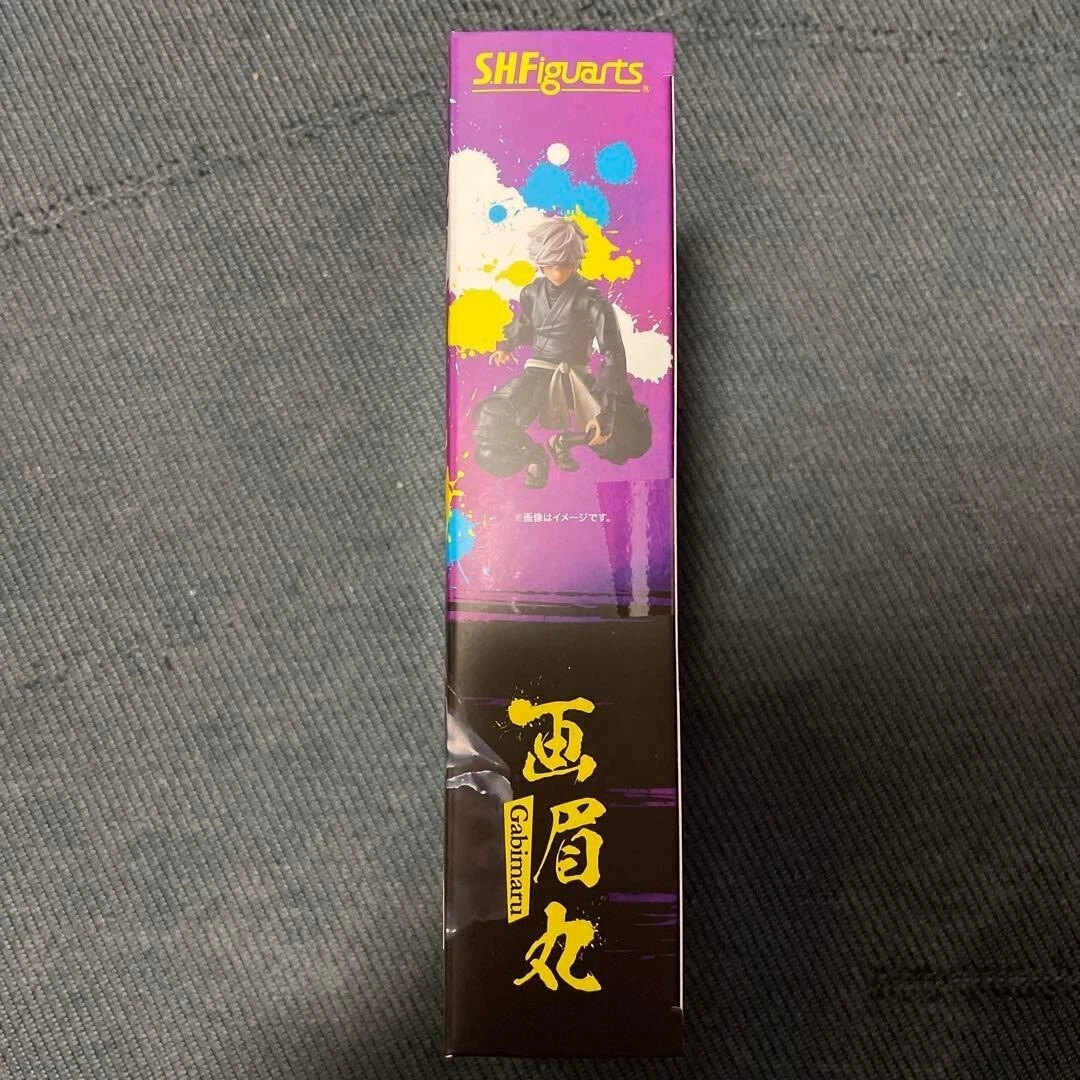 S.H.Figuarts
®
※画像はイメージです。
画眉丸
Gabimaru